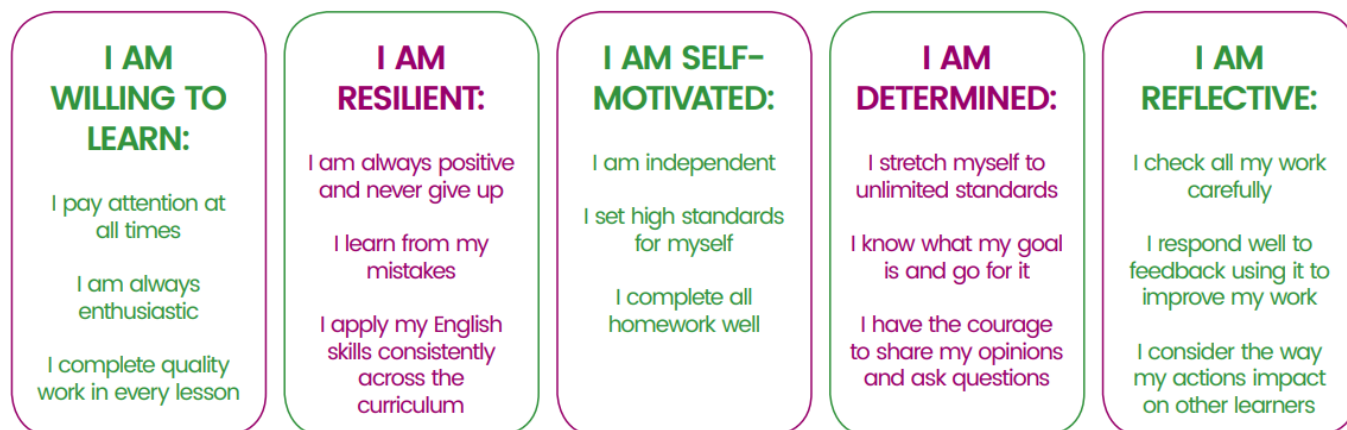 I AM
WILLING TO
LEARN:
I pay attention at
all times
I am always
enthusiastic
I complete quality
work in every lesson
I AM
RESILIENT:
I am always positive
and never give up
I learn from my
mistakes
I apply my English
skills consistently
across the
curriculum
I AM SELF-
MOTIVATED:
I am independent
I set high standards
for myself
I complete all
homework well
I AM
DETERMINED:
I stretch myself to
unlimited standards
I know what my goal
is and go for it
I have the courage
to share my opinions
and ask questions
I AM
REFLECTIVE:
I check all my work
carefully
I respond well to
feedback using it to
improve my work
I consider the way
my actions impact
on other learners